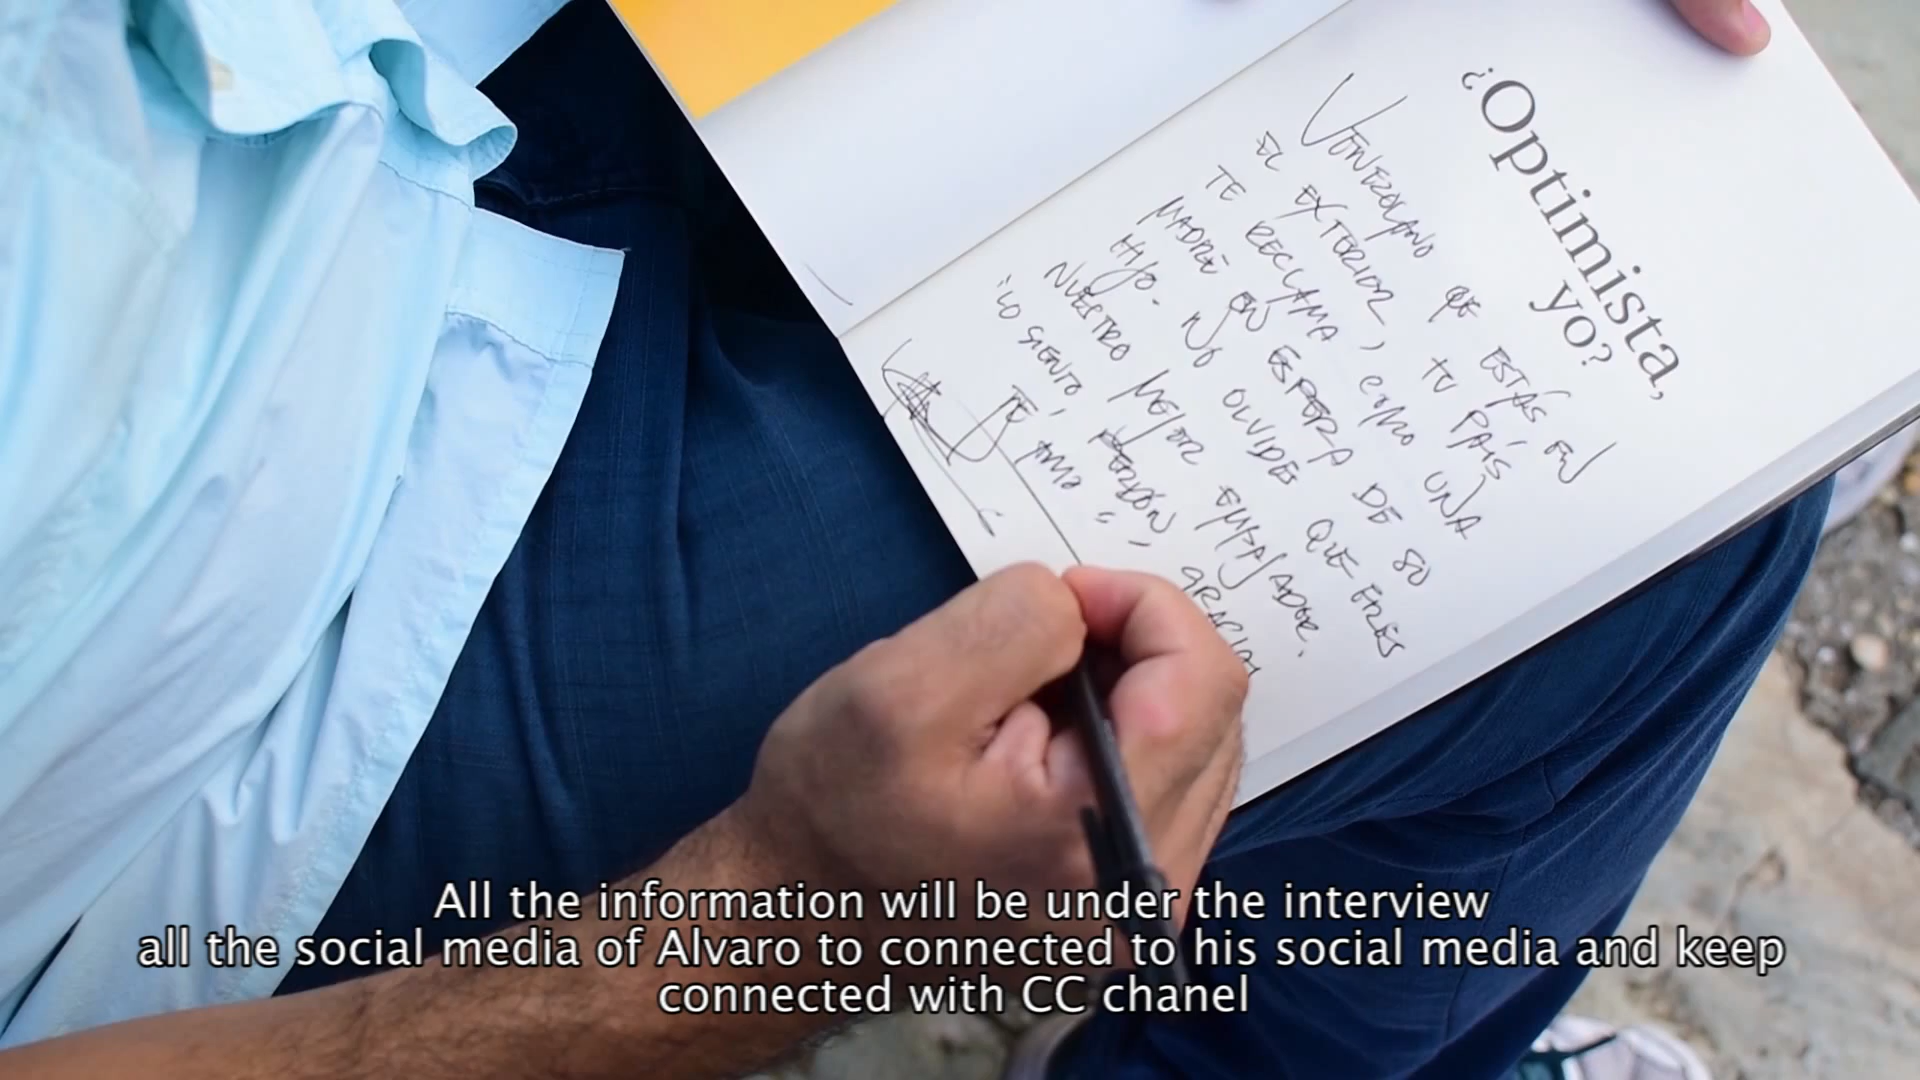 ¿Optimista,
yo?
VENEZOLANO QE ESTÁS EN
EL EXTERIOR, TU PAÍS
TE RECLAMA, COMO UNA
MADRE EN ESPERA DE SU
HIJO. NO OLVIDES QUE ERES
NUESTRO MEJOR EMBAJADOR.
"LO SIENTO, PERDÓN, GRACIAS
TE AMO"
All the information will be under the interview
all the social media of Alvaro to connected to his social media and keep
connected with CC chanel